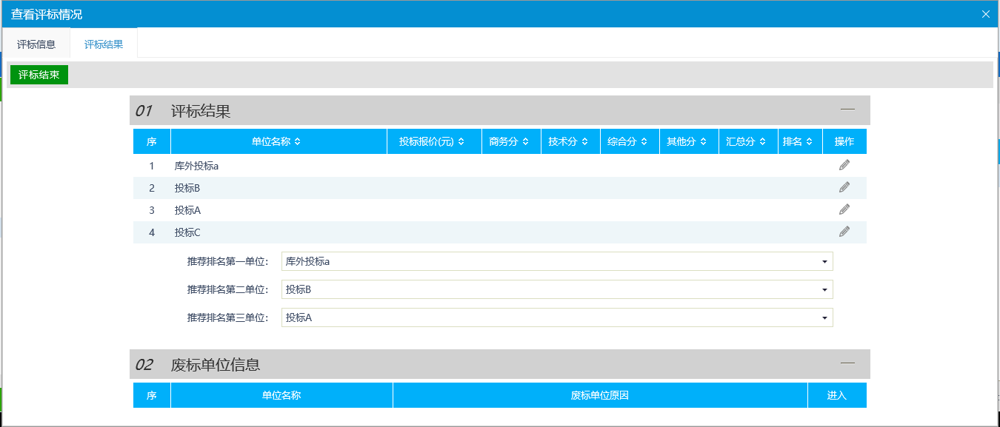 查看评标情况
评标信息 评标结果
评标结束
01 评标结果
序 单位名称 投标报价(元) 商务分 技术分 综合分 其他分 汇总分 排名 操作
1 库外投标a
2 投标B
3 投标A
4 投标C
推荐排名第一单位： 库外投标a
推荐排名第二单位： 投标B
推荐排名第三单位： 投标A
02 废标单位信息
序 单位名称 废标单位原因 进入